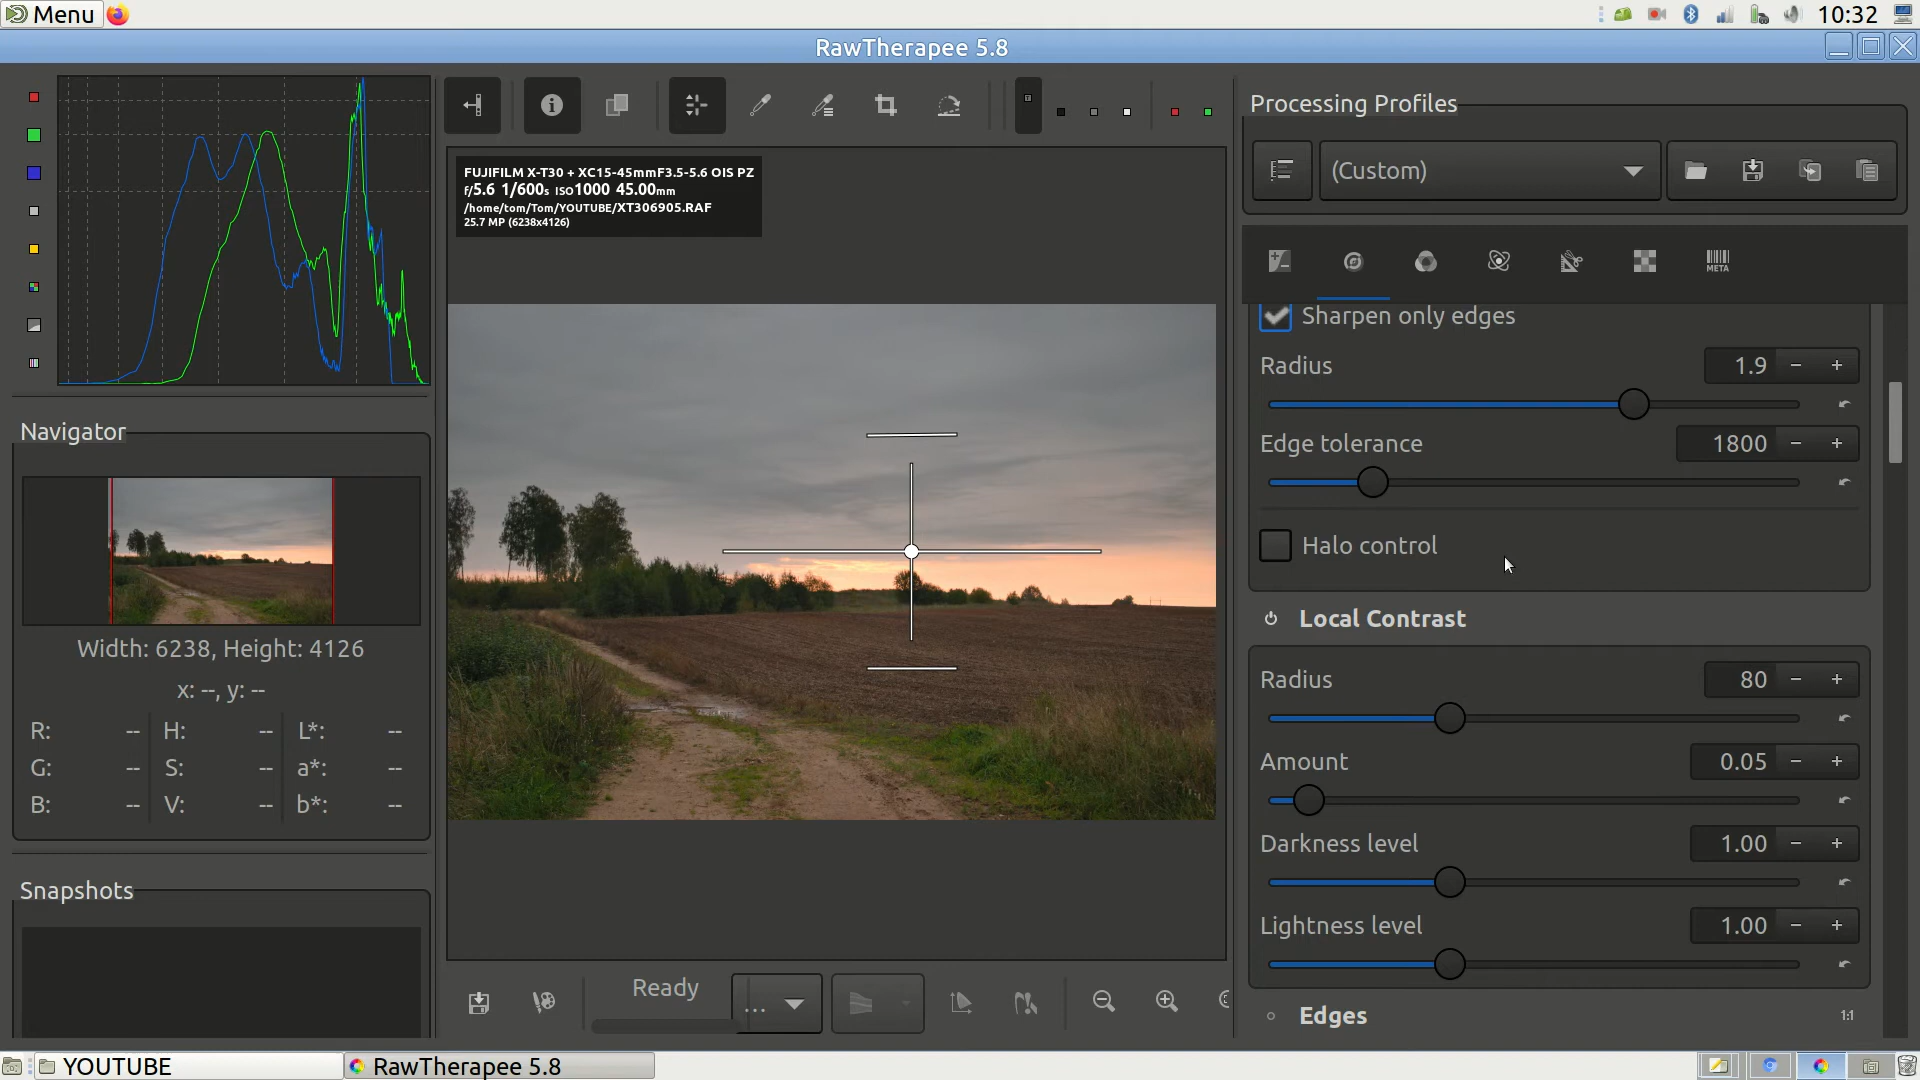 Menu
10:32
RawTherapee 5.8
FUJIFILM X-T30 + XC15-45mmF3.5-5.6 OIS PZ
f/5.6 1/600s ISO1000 45.00mm
/home/tom/Tom/YOUTUBE/XT306905.RAF
25.7 MP (6238x4126)
Navigator
Width: 6238, Height: 4126
x: --, y: --
R: -- H: -- L*: --
G: -- S: -- a*: --
B: -- V: -- b*: --
Snapshots
Ready
...
Processing Profiles
(Custom)
META
Sharpen only edges
Radius 1.9 − +
Edge tolerance 1800 − +
Halo control
Local Contrast
Radius 80 − +
Amount 0.05 − +
Darkness level 1.00 − +
Lightness level 1.00 − +
Edges 1:1
YOUTUBE
RawTherapee 5.8